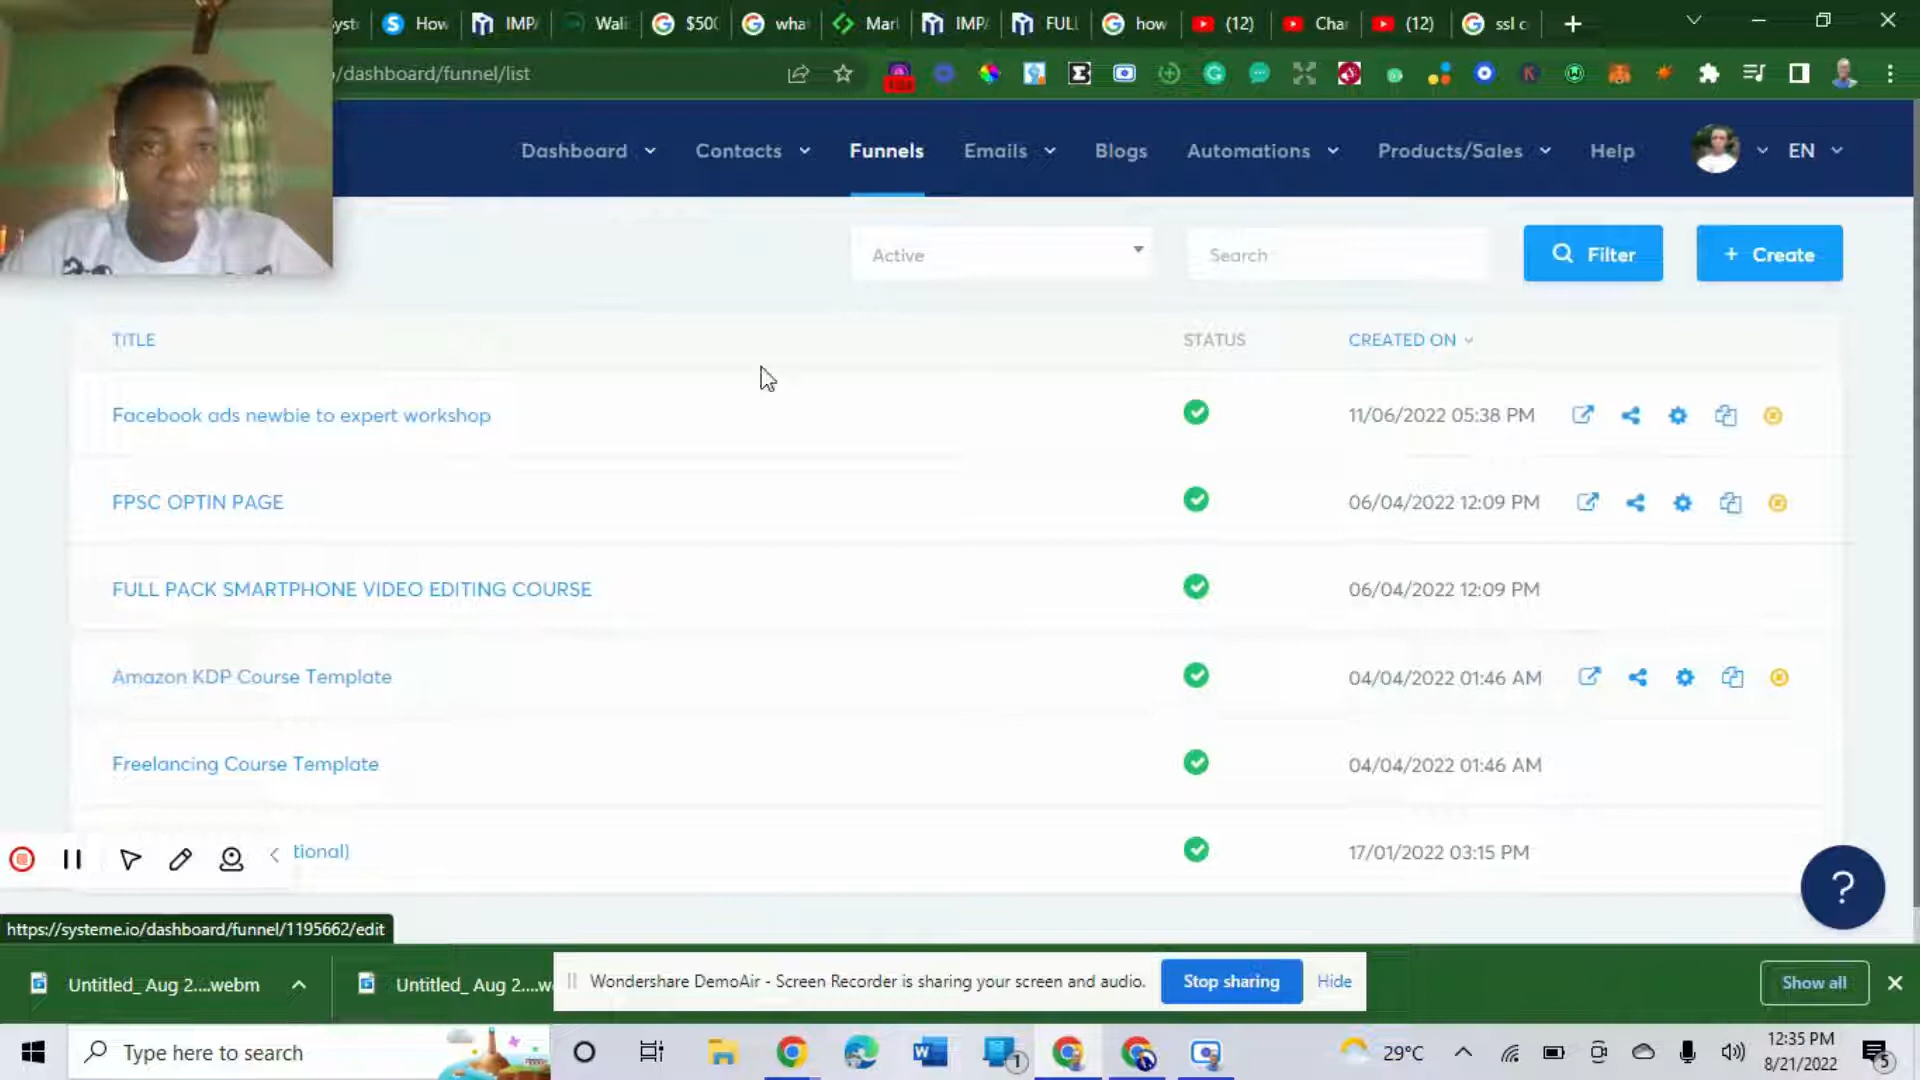 yst
How
IMP
Wali
$500
wha
Mar
IMP
FULL
how
(12)
Cha
(12)
ssl c
/dashboard/funnel/list
Dashboard
Contacts
Funnels
Emails
Blogs
Automations
Products/Sales
Help
EN
Active
Search
Filter
+ Create
TITLE
STATUS
CREATED ON
Facebook ads newbie to expert workshop
11/06/2022 05:38 PM
FPSC OPTIN PAGE
06/04/2022 12:09 PM
FULL PACK SMARTPHONE VIDEO EDITING COURSE
06/04/2022 12:09 PM
Amazon KDP Course Template
04/04/2022 01:46 AM
Freelancing Course Template
04/04/2022 01:46 AM
tional)
17/01/2022 03:15 PM
?
https://systeme.io/dashboard/funnel/1195662/edit
Untitled_ Aug 2....webm
Untitled_ Aug 2....w
Wondershare DemoAir - Screen Recorder is sharing your screen and audio.
Stop sharing
Hide
Show all
Type here to search
1
29°C
12:35 PM
8/21/2022
5